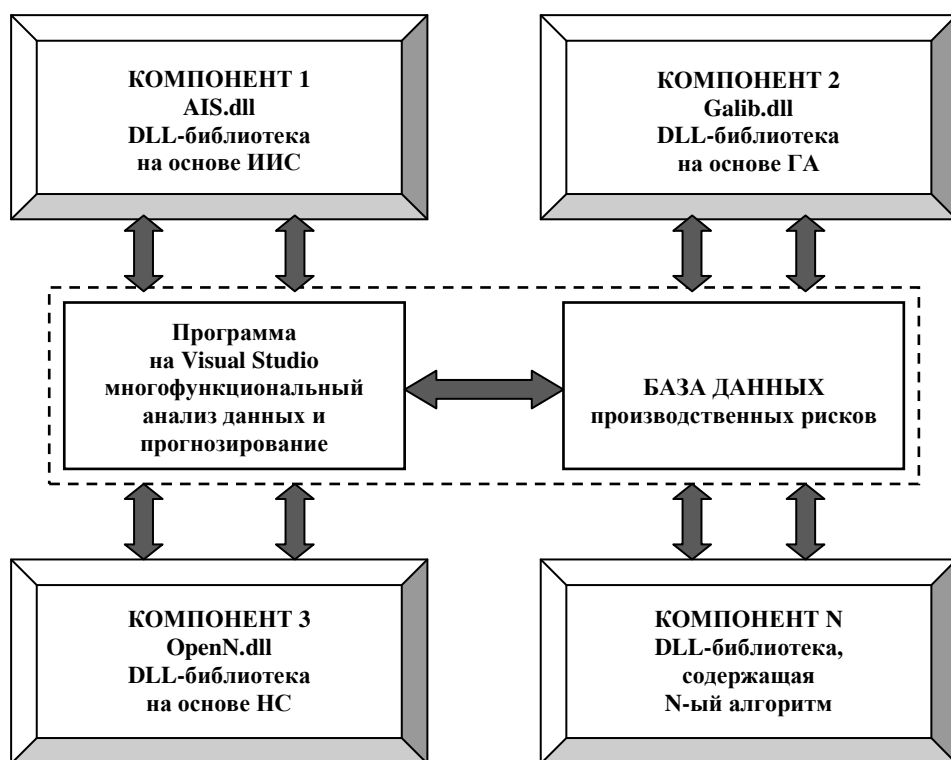 КОМПОНЕНТ 1
AIS.dll
DLL-библиотека
на основе ИИС
КОМПОНЕНТ 2
Galib.dll
DLL-библиотека
на основе ГА
Программа
на Visual Studio
многофункциональный
анализ данных и
прогнозирование
БАЗА ДАННЫХ
производственных рисков
КОМПОНЕНТ 3
OpenN.dll
DLL-библиотека
на основе НС
КОМПОНЕНТ N
DLL-библиотека,
содержащая
N-ый алгоритм